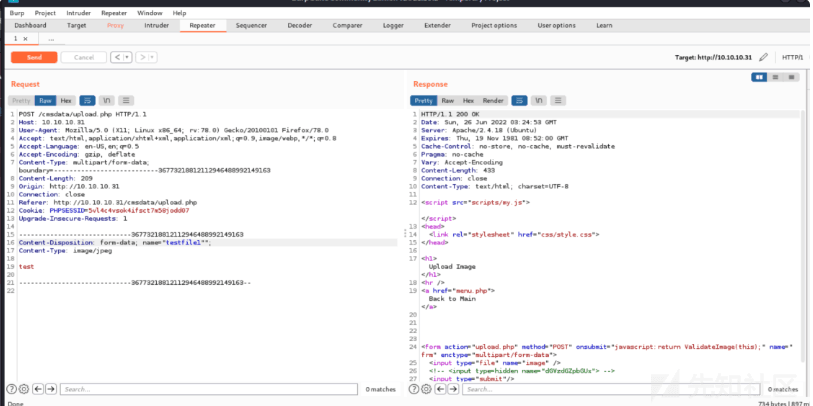 Burp Project Intruder Repeater Window Help
Dashboard Target Proxy Intruder Repeater Sequencer Decoder Comparer Logger Extender Project options User options Learn
1 × ...
Send Cancel < > Target: http://10.10.10.31 HTTP/1
Request
Pretty Raw Hex \n
1 POST /cmsdata/upload.php HTTP/1.1
2 Host: 10.10.10.31
3 User-Agent: Mozilla/5.0 (X11; Linux x86_64; rv:78.0) Gecko/20100101 Firefox/78.0
4 Accept: text/html,application/xhtml+xml,application/xml;q=0.9,image/webp,*/*;q=0.8
5 Accept-Language: en-US,en;q=0.5
6 Accept-Encoding: gzip, deflate
7 Content-Type: multipart/form-data;
boundary=---------------------------36773218812112946488992149163
8 Content-Length: 209
9 Origin: http://10.10.10.31
10 Connection: close
11 Referer: http://10.10.10.31/cmsdata/upload.php
12 Cookie: PHPSESSID=
13 Upgrade-Insecure-Requests: 1
14
15 -----------------------------36773218812112946488992149163
16 Content-Disposition: form-data; name="testfile1"";
17 Content-Type: image/jpeg
18
19 test
20
21 -----------------------------36773218812112946488992149163--
22
Search... 0 matches
Response
Pretty Raw Hex Render \n
1 HTTP/1.1 200 OK
2 Date: Sun, 26 Jun 2022 03:24:53 GMT
3 Server: Apache/2.4.18 (Ubuntu)
4 Expires: Thu, 19 Nov 1981 08:52:00 GMT
5 Cache-Control: no-store, no-cache, must-revalidate
6 Pragma: no-cache
7 Vary: Accept-Encoding
8 Content-Length: 433
9 Connection: close
10 Content-Type: text/html; charset=UTF-8
11
12 <script src="scripts/my.js">
</script>
13 <head>
14 <link rel="stylesheet" href="css/style.css">
15 </head>
16
17 <h1>
Upload Image
</h1>
18 <hr />
19 <a href="menu.php">
Back to Main
</a>
20
21
22
23
24 <form action="upload.php" method="POST" onsubmit="javascript:return ValidateImage(this);" name="
frm" enctype="multipart/form-data">
25 <input type="file" name="image" />
26 <!-- <input type=hidden name="dGVzdGZpbGUx"> -->
27 <input type="submit"/>
Search... 0 matches
先知社区
Done